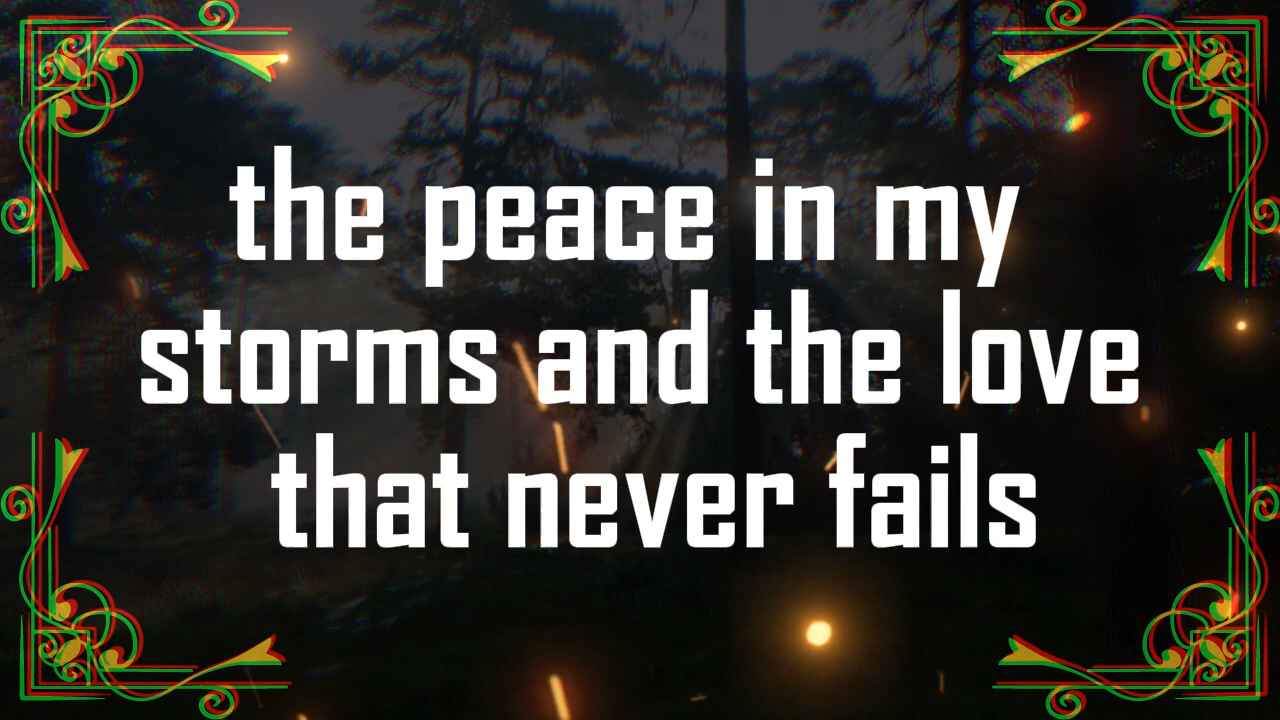 the peace in my
storms and the love
that never fails